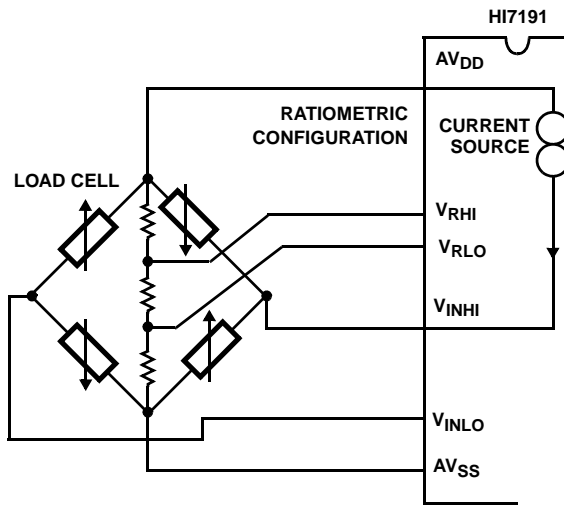 HI7191
AVDD
RATIOMETRIC
CONFIGURATION
CURRENT
SOURCE
LOAD CELL
VRHI
VRLO
VINHI
VINLO
AVSS